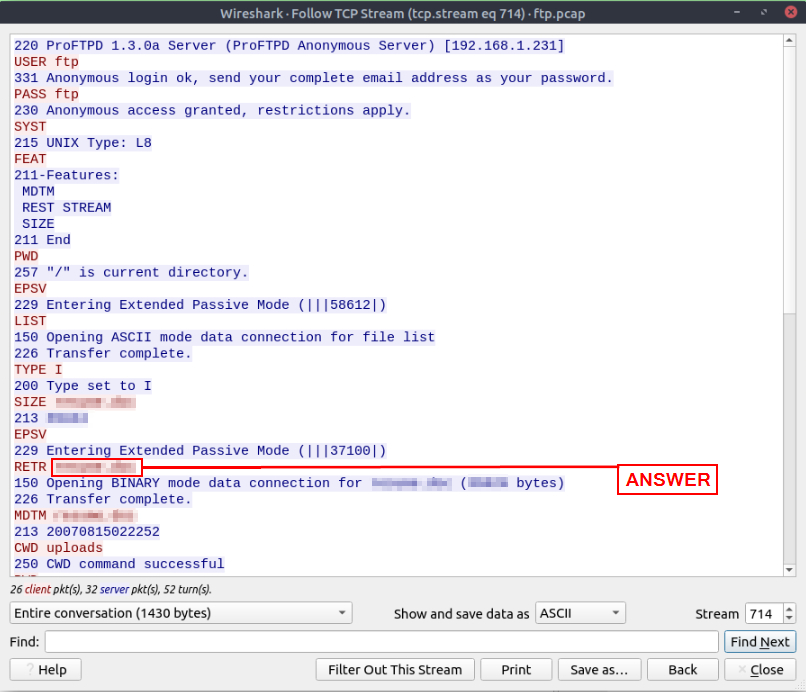 Wireshark · Follow TCP Stream (tcp.stream eq 714) · ftp.pcap
220 ProFTPD 1.3.0a Server (ProFTPD Anonymous Server) [192.168.1.231]
USER ftp
331 Anonymous login ok, send your complete email address as your password.
PASS ftp
230 Anonymous access granted, restrictions apply.
SYST
215 UNIX Type: L8
FEAT
211-Features:
MDTM
REST STREAM
SIZE
211 End
PWD
257 "/" is current directory.
EPSV
229 Entering Extended Passive Mode (|||58612|)
LIST
150 Opening ASCII mode data connection for file list
226 Transfer complete.
TYPE I
200 Type set to I
SIZE
213
EPSV
229 Entering Extended Passive Mode (|||37100|)
RETR
ANSWER
150 Opening BINARY mode data connection for ( bytes)
226 Transfer complete.
MDTM
213 20070815022252
CWD uploads
250 CWD command successful
26 client pkt(s), 32 server pkt(s), 52 turn(s).
Entire conversation (1430 bytes) Show and save data as ASCII Stream 714
Find: Find Next
? Help Filter Out This Stream Print Save as... Back × Close